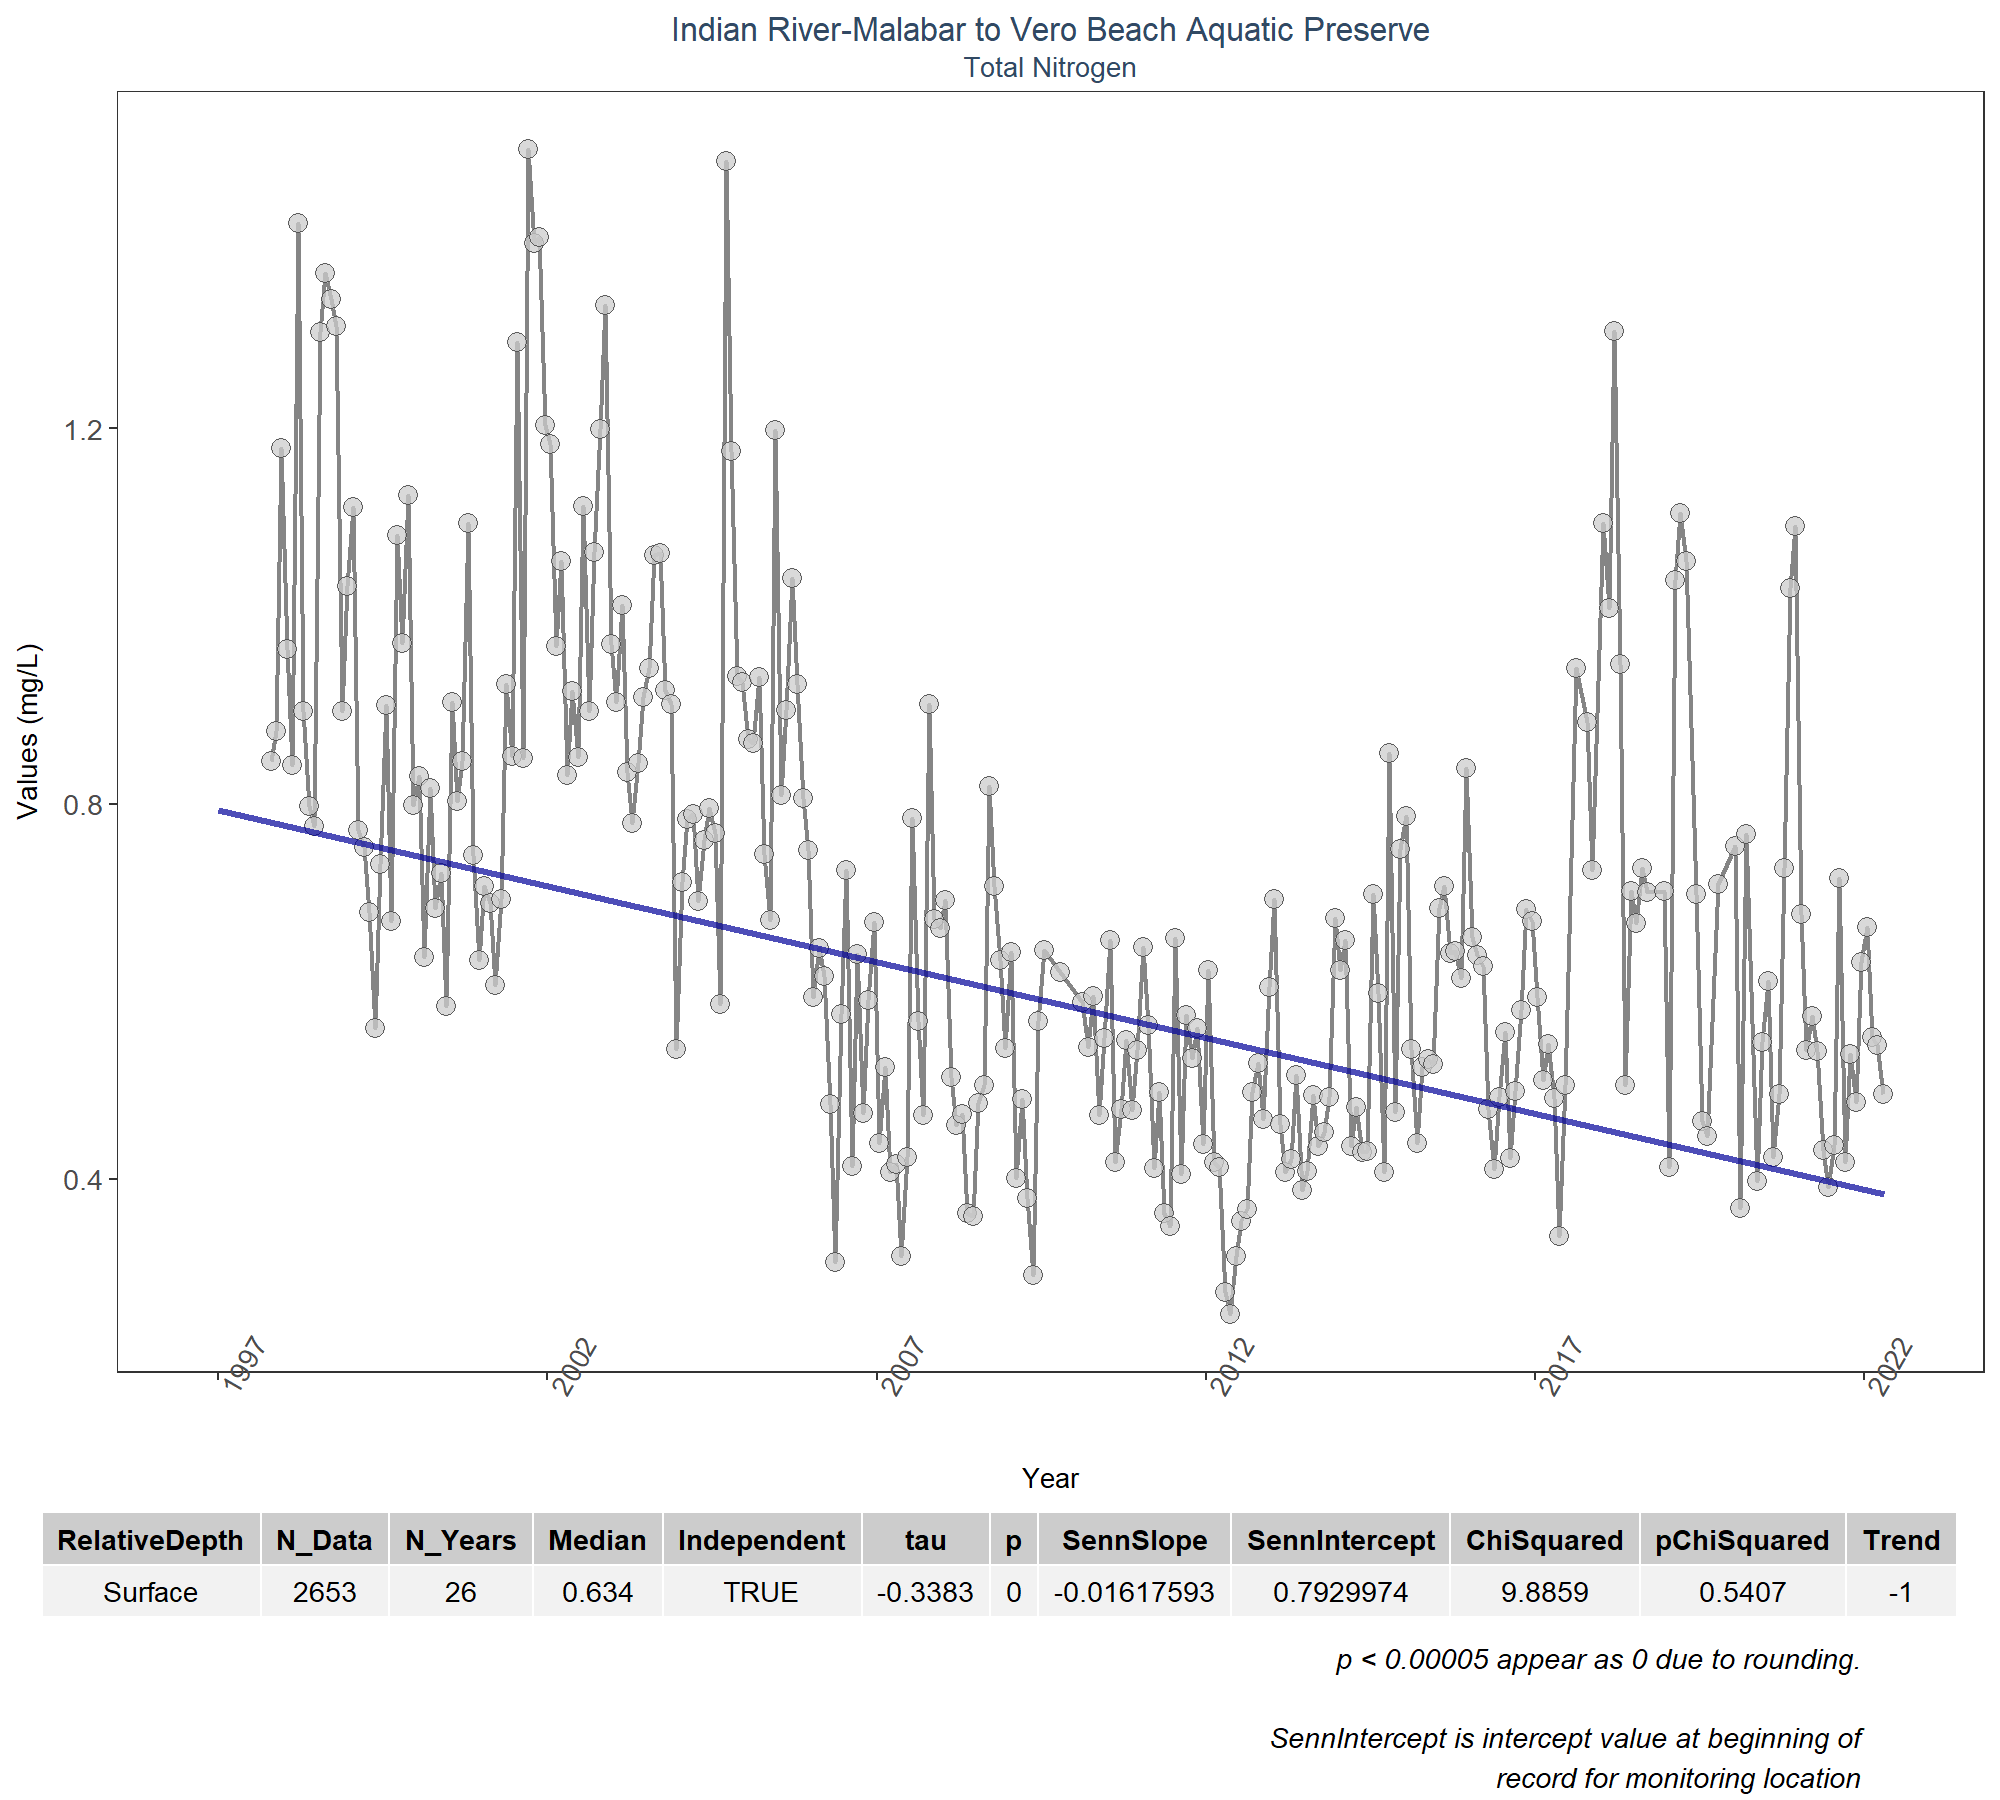 Indian River-Malabar to Vero Beach Aquatic Preserve
Total Nitrogen
Values (mg/L)
1.2
0.8
0.4
1997 2002 2007 2012 2017 2022
Year
RelativeDepth N_Data N_Years Median Independent tau p SennSlope SennIntercept ChiSquared pChiSquared Trend
Surface 2653 26 0.634 TRUE -0.3383 0 -0.01617593 0.7929974 9.8859 0.5407 -1
p < 0.00005 appear as 0 due to rounding.
SennIntercept is intercept value at beginning of
record for monitoring location